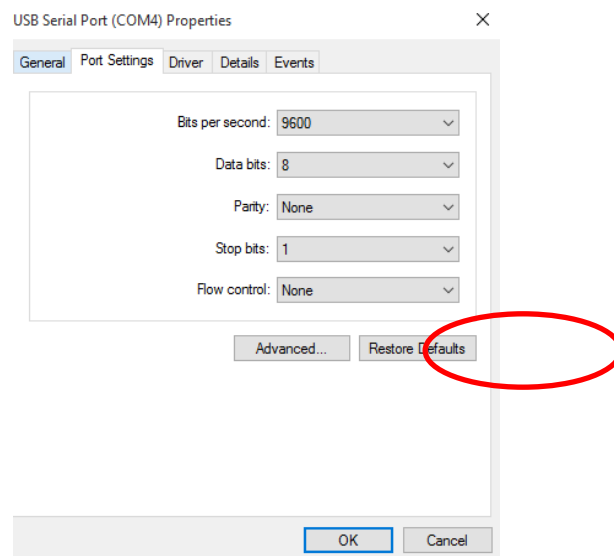 USB Serial Port (COM4) Properties
General Port Settings Driver Details Events
Bits per second: 9600
Data bits: 8
Parity: None
Stop bits: 1
Flow control: None
Advanced... Restore Defaults
OK Cancel